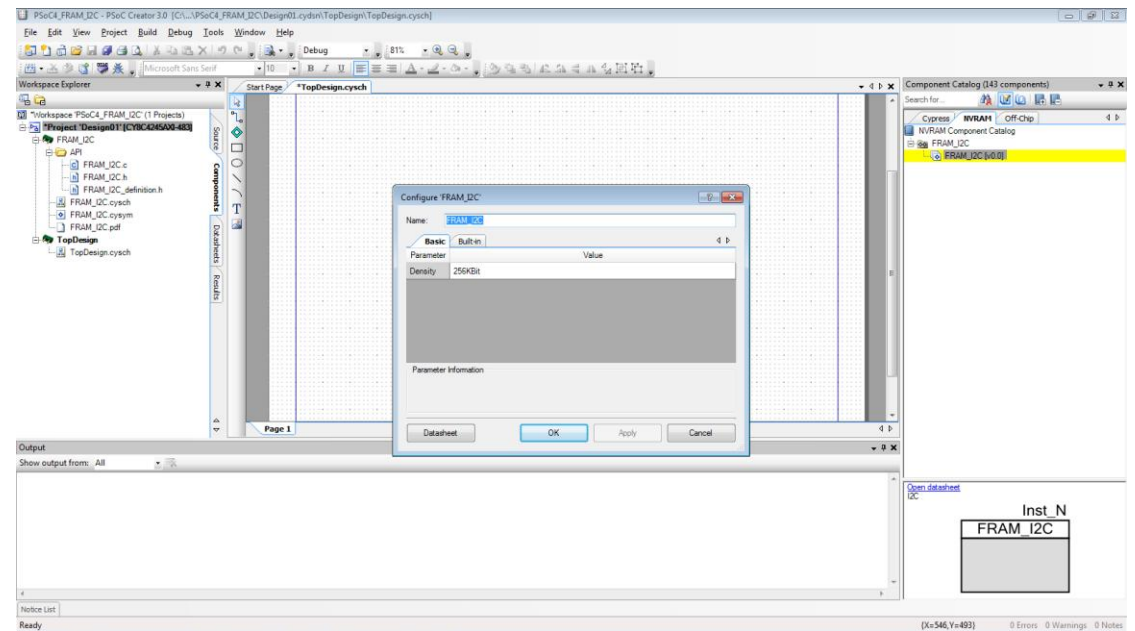 PSoC4_FRAM_I2C - PSoC Creator 3.0 [C:\...\PSoC4_FRAM_I2C\Design01.cydsn\TopDesign\TopDesign.cysch]
File Edit View Project Build Debug Tools Window Help
Debug 81%
Microsoft Sans Serif 10 B I U
Workspace Explorer
Workspace 'PSoC4_FRAM_I2C' (1 Projects)
*Project 'Design01' [CY8C4245AXI-483]
FRAM_I2C
API
FRAM_I2C.c
FRAM_I2C.h
FRAM_I2C_definition.h
FRAM_I2C.cysch
FRAM_I2C.cysym
FRAM_I2C.pdf
TopDesign
TopDesign.cysch
Source
Components
Datasheets
Results
Start Page *TopDesign.cysch
T
Page 1
Configure 'FRAM_I2C'
Name: FRAM_I2C
Basic Built-in
Parameter Value
Density 256KBit
Parameter Information
Datasheet OK Apply Cancel
Component Catalog (143 components)
Search for...
Cypress NVRAM Off-Chip
NVRAM Component Catalog
FRAM_I2C
FRAM_I2C [v0.0]
Open datasheet
I2C
Inst_N
FRAM_I2C
Output
Show output from: All
Notice List
Ready
(X=546,Y=493) 0 Errors 0 Warnings 0 Notes